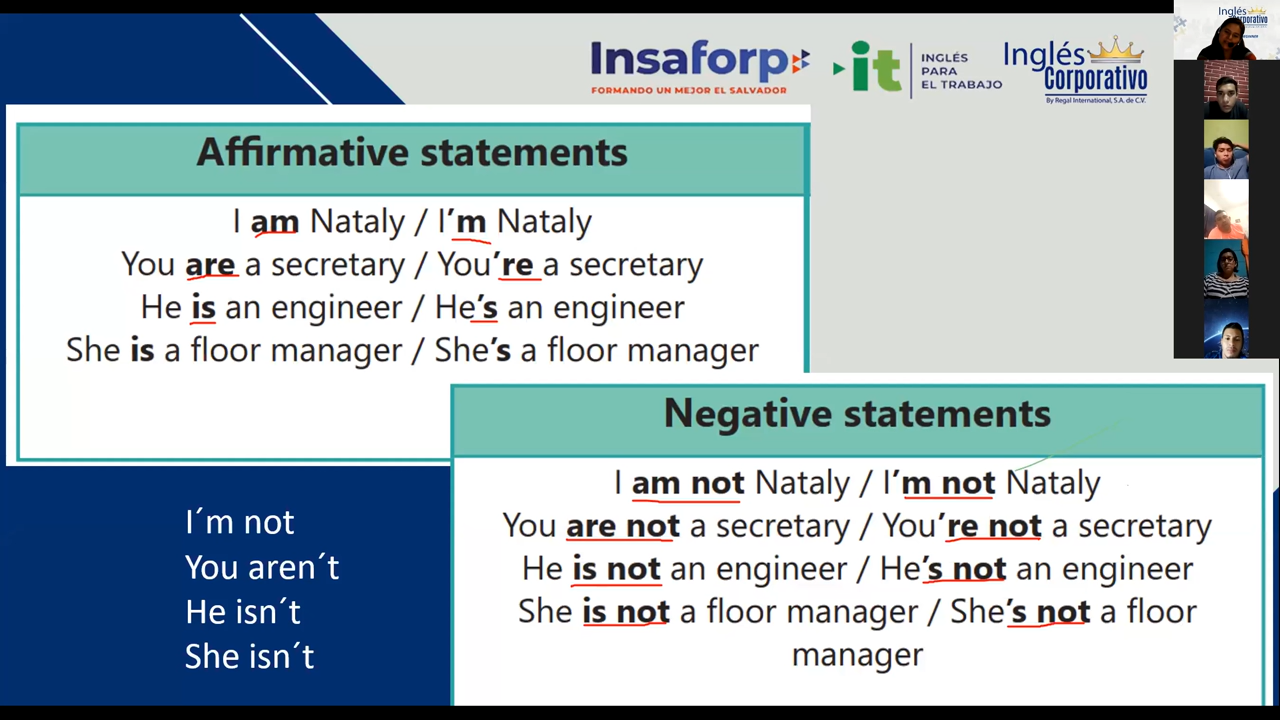 Insaforp
FORMANDO UN MEJOR EL SALVADOR
it
INGLÉS
PARA
EL TRABAJO
Inglés
Corporativo
By Regal International, S.A. de C.V.
Inglés
Corporativo
Affirmative statements
I am Nataly / I’m Nataly
You are a secretary / You’re a secretary
He is an engineer / He’s an engineer
She is a floor manager / She’s a floor manager
Negative statements
I am not Nataly / I’m not Nataly
You are not a secretary / You’re not a secretary
He is not an engineer / He’s not an engineer
She is not a floor manager / She’s not a floor
manager
I´m not
You aren´t
He isn´t
She isn´t